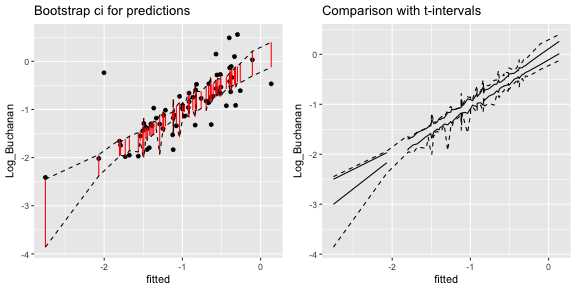 Bootstrap ci for predictions
Log_Buchanan
0
-1
-2
-3
-4
-2
-1
0
fitted
Comparison with t-intervals
Log_Buchanan
0
-1
-2
-3
-4
-2
-1
0
fitted